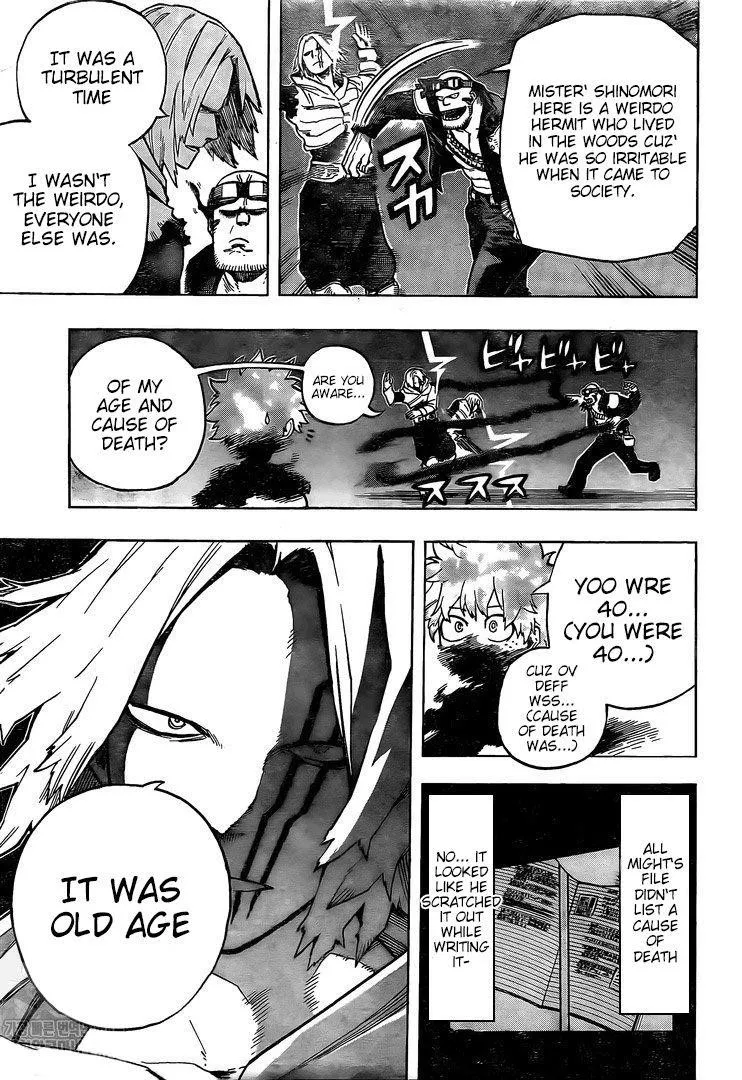 MISTER' SHINOMORI
HERE IS A WEIRDO
HERMIT WHO LIVED
IN THE WOODS CUZ'
HE WAS SO IRRITABLE
WHEN IT CAME TO
SOCIETY.
スカ
IT WAS A
TURBULENT
TIME
I WASN'T
THE WEIRDO,
EVERYONE
ELSE WAS.
ビャビャビャ
スススス
ARE YOU
AWARE...
OF MY
AGE AND
CAUSE OF
DEATH?
YOO WRE
40...
(YOU WERE
40...)
CUZ OV
DEFF
WSS...
(CAUSE
OF DEATH
WAS...)
ALL
MIGHT'S
FILE
DIDN'T
LIST A
CAUSE
OF
DEATH
NO... IT
LOOKED
LIKE HE
SCRATCHED
IT OUT
WHILE
WRITING
IT-
IT WAS
OLD AGE